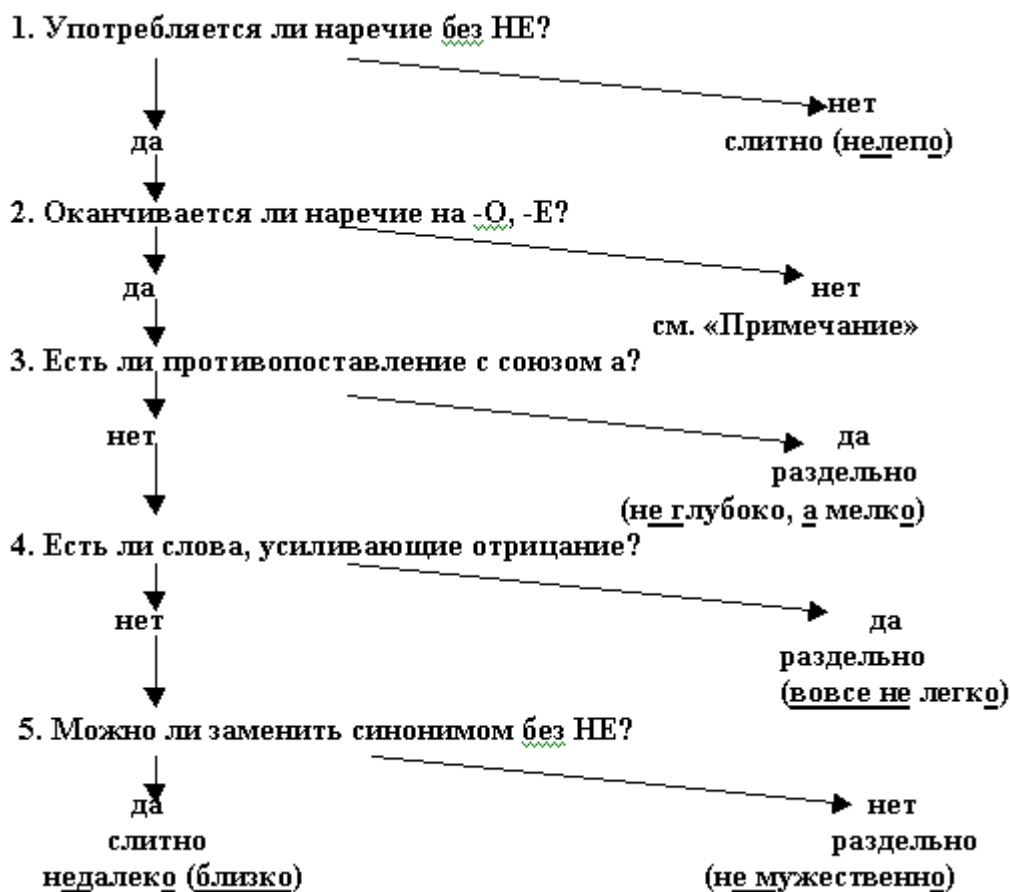 1. Употребляется ли наречие без НЕ?
нет
да
слитно (нелепо)
2. Оканчивается ли наречие на -О, -Е?
да
нет
см. «Примечание»
3. Есть ли противопоставление с союзом а?
нет
да
раздельно
(не глубоко, а мелко)
4. Есть ли слова, усиливающие отрицание?
нет
да
раздельно
(вовсе не легко)
5. Можно ли заменить синонимом без НЕ?
да
нет
слитно
раздельно
недалеко (близко)
(не мужественно)